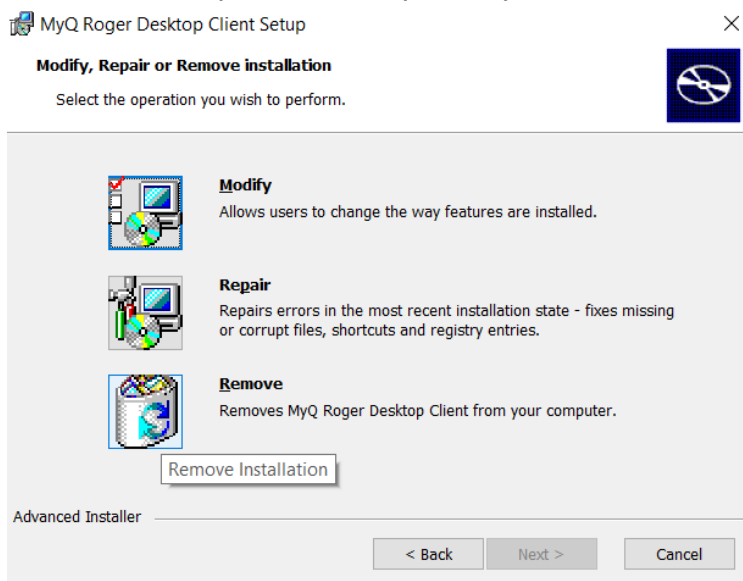 MyQ Roger Desktop Client Setup
Modify, Repair or Remove installation
Select the operation you wish to perform.
Modify
Allows users to change the way features are installed.
Repair
Repairs errors in the most recent installation state - fixes missing
or corrupt files, shortcuts and registry entries.
Remove
Removes MyQ Roger Desktop Client from your computer.
Remove Installation
Advanced Installer
< Back
Next >
Cancel